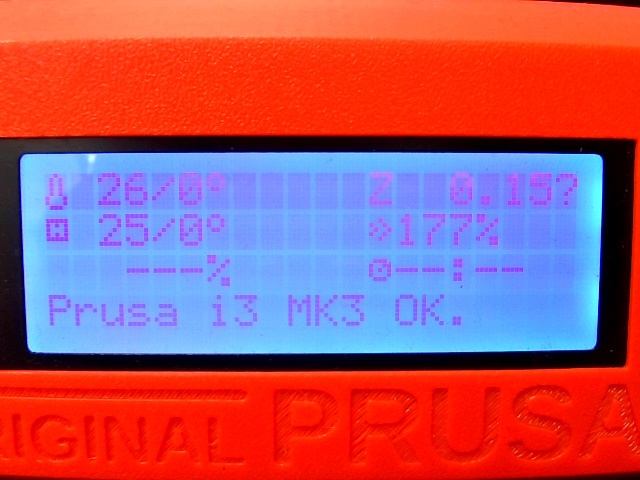 26/0° Z 0.15?
25/0° 177%
---% --:--
Prusa i3 MK3 OK.
ORIGINAL PRUSA